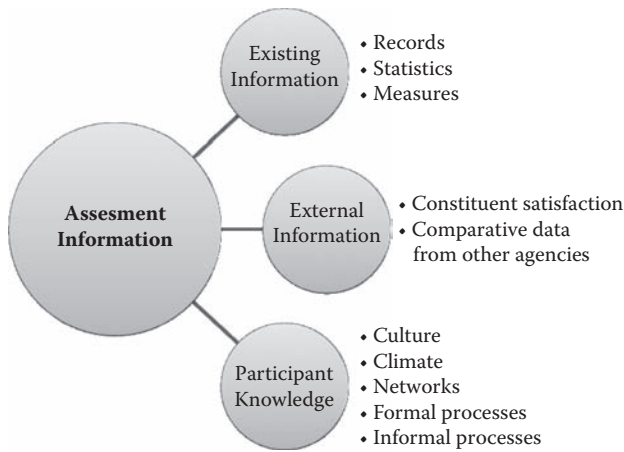 Existing
Information
• Records
• Statistics
• Measures
Assesment
Information
External
Information
• Constituent satisfaction
• Comparative data
from other agencies
Participant
Knowledge
• Culture
• Climate
• Networks
• Formal processes
• Informal processes